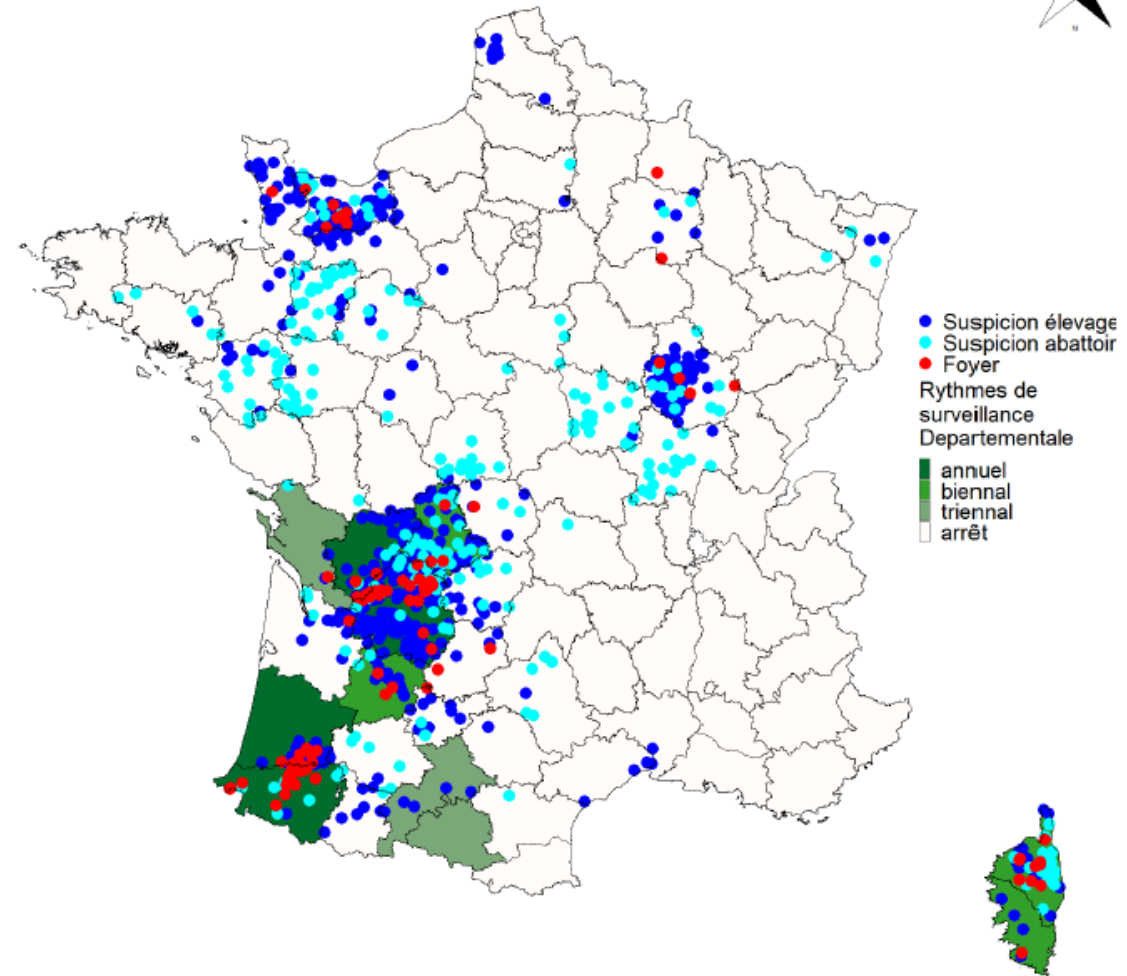 N
Suspicion élevage
Suspicion abattoir
Foyer
Rythmes de
surveillance
Departementale
annuel
biennal
triennal
arrêt